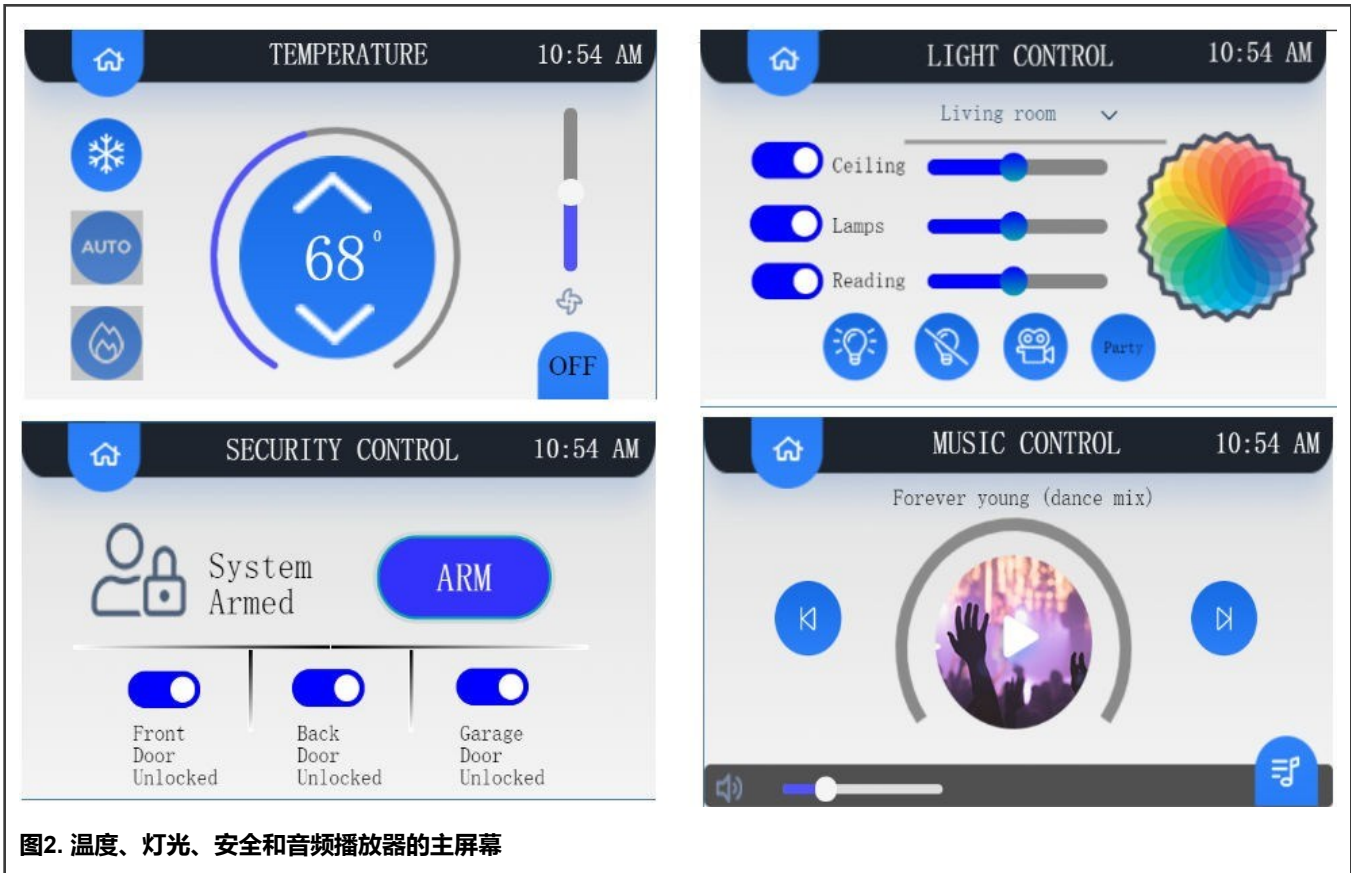 TEMPERATURE 10:54 AM
AUTO
68°
OFF
LIGHT CONTROL 10:54 AM
Living room
Ceiling
Lamps
Reading
Party
SECURITY CONTROL 10:54 AM
System
Armed
ARM
Front
Door
Unlocked
Back
Door
Unlocked
Garage
Door
Unlocked
MUSIC CONTROL 10:54 AM
Forever young (dance mix)
图2. 温度、灯光、安全和音频播放器的主屏幕